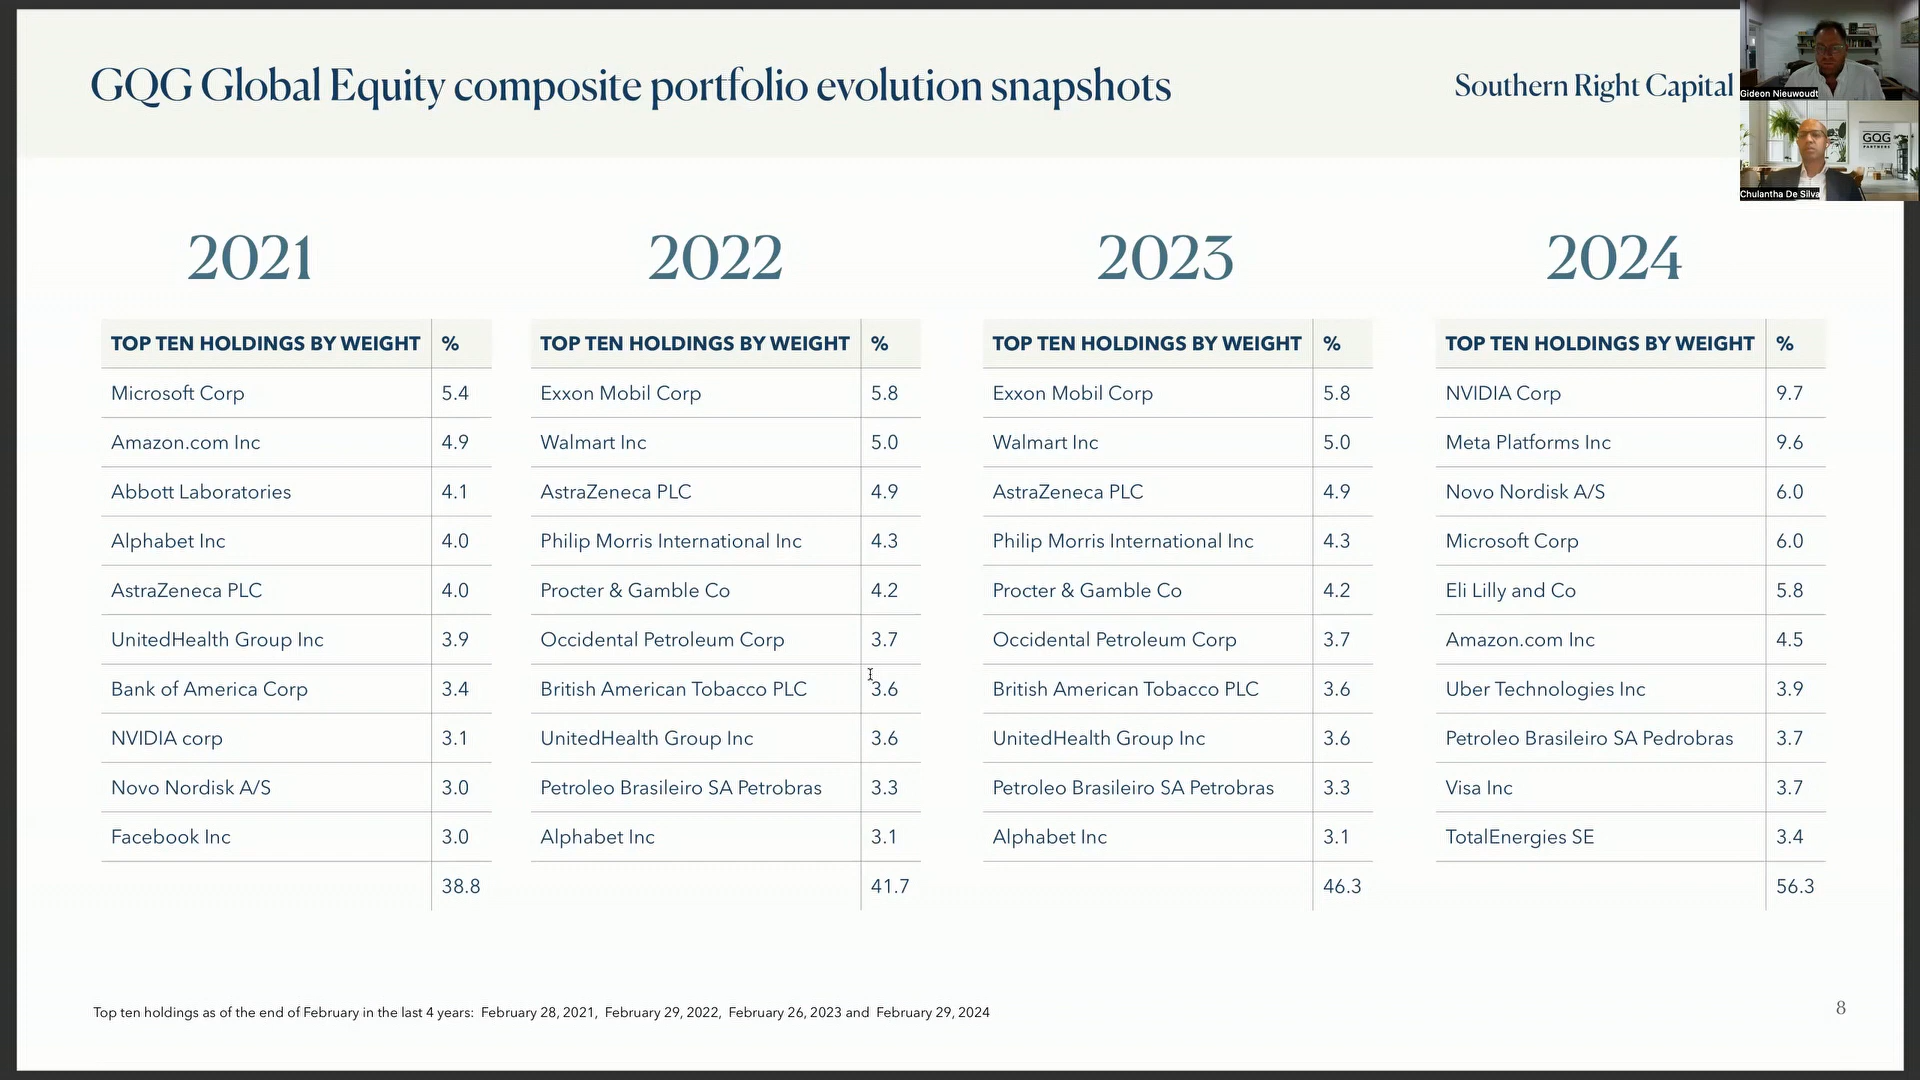 GQG Global Equity composite portfolio evolution snapshots
Southern Right Capital
Gideon Nieuwoudt
GQG
PARTNERS
Chulantha De Silva
2021
TOP TEN HOLDINGS BY WEIGHT %
Microsoft Corp 5.4
Amazon.com Inc 4.9
Abbott Laboratories 4.1
Alphabet Inc 4.0
AstraZeneca PLC 4.0
UnitedHealth Group Inc 3.9
Bank of America Corp 3.4
NVIDIA corp 3.1
Novo Nordisk A/S 3.0
Facebook Inc 3.0
38.8
2022
TOP TEN HOLDINGS BY WEIGHT %
Exxon Mobil Corp 5.8
Walmart Inc 5.0
AstraZeneca PLC 4.9
Philip Morris International Inc 4.3
Procter & Gamble Co 4.2
Occidental Petroleum Corp 3.7
British American Tobacco PLC 3.6
UnitedHealth Group Inc 3.6
Petroleo Brasileiro SA Petrobras 3.3
Alphabet Inc 3.1
41.7
2023
TOP TEN HOLDINGS BY WEIGHT %
Exxon Mobil Corp 5.8
Walmart Inc 5.0
AstraZeneca PLC 4.9
Philip Morris International Inc 4.3
Procter & Gamble Co 4.2
Occidental Petroleum Corp 3.7
British American Tobacco PLC 3.6
UnitedHealth Group Inc 3.6
Petroleo Brasileiro SA Petrobras 3.3
Alphabet Inc 3.1
46.3
2024
TOP TEN HOLDINGS BY WEIGHT %
NVIDIA Corp 9.7
Meta Platforms Inc 9.6
Novo Nordisk A/S 6.0
Microsoft Corp 6.0
Eli Lilly and Co 5.8
Amazon.com Inc 4.5
Uber Technologies Inc 3.9
Petroleo Brasileiro SA Pedrobras 3.7
Visa Inc 3.7
TotalEnergies SE 3.4
56.3
Top ten holdings as of the end of February in the last 4 years: February 28, 2021, February 29, 2022, February 26, 2023 and February 29, 2024
8